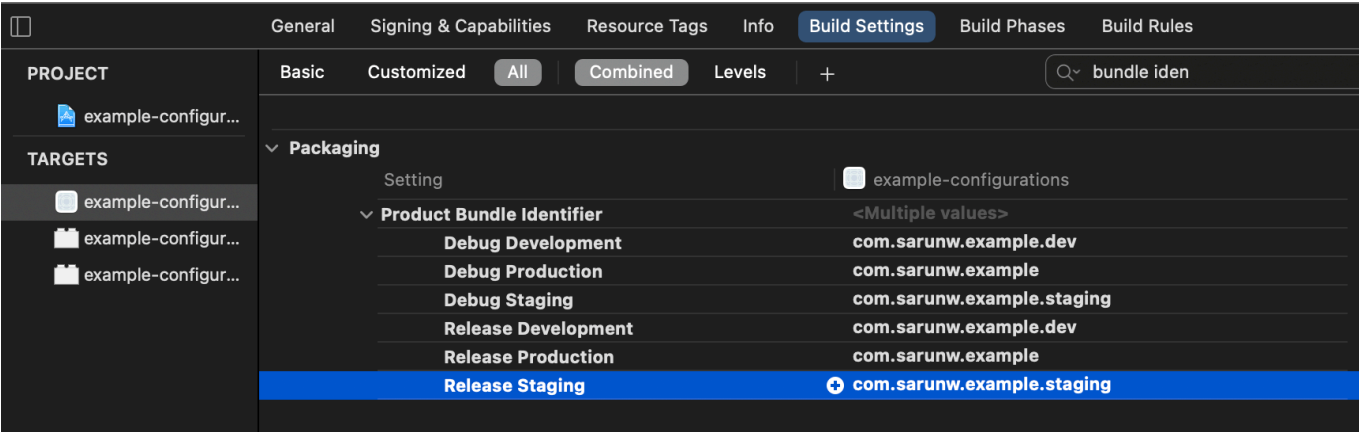 General Signing & Capabilities Resource Tags Info Build Settings Build Phases Build Rules
PROJECT
example-configur...
TARGETS
example-configur...
example-configur...
example-configur...
Basic Customized All Combined Levels + bundle iden
Packaging
Setting example-configurations
Product Bundle Identifier <Multiple values>
Debug Development com.sarunw.example.dev
Debug Production com.sarunw.example
Debug Staging com.sarunw.example.staging
Release Development com.sarunw.example.dev
Release Production com.sarunw.example
Release Staging com.sarunw.example.staging